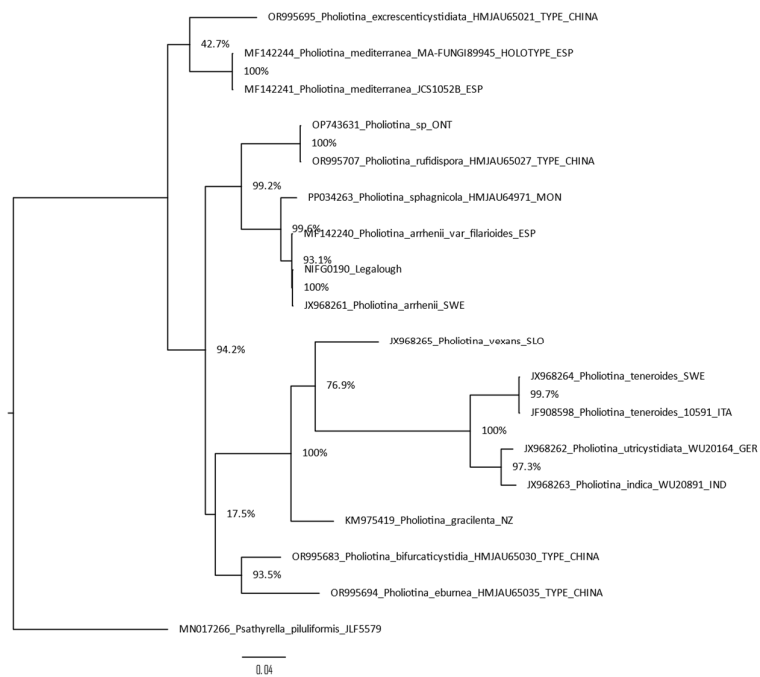 OR995695_Pholiotina_excrescenticystidiata_HMJAU65021_TYPE_CHINA
42.7%
MF142244_Pholiotina_mediterranea_MA-FUNGI89945_HOLOTYPE_ESP
100%
MF142241_Pholiotina_mediterranea_JCS1052B_ESP
OP743631_Pholiotina_sp_ONT
100%
OR995707_Pholiotina_rufidispora_HMJAU65027_TYPE_CHINA
99.2%
PP034263_Pholiotina_sphagnicola_HMJAU64971_MON
99.6%
MF142240_Pholiotina_arrhenii_var_filarioides_ESP
93.1%
NIFG0190_Legalough
100%
JX968261_Pholiotina_arrhenii_SWE
94.2%
JX968265_Pholiotina_vexans_SLO
76.9%
JX968264_Pholiotina_teneroides_SWE
99.7%
JF908598_Pholiotina_teneroides_10591_ITA
100%
JX968262_Pholiotina_utricystidiata_WU20164_GER
97.3%
JX968263_Pholiotina_indica_WU20891_IND
100%
KM975419_Pholiotina_gracilenta_NZ
17.5%
OR995683_Pholiotina_bifurcaticystidia_HMJAU65030_TYPE_CHINA
93.5%
OR995694_Pholiotina_eburnea_HMJAU65035_TYPE_CHINA
MN017266_Psathyrella_piluliformis_JLF5579
0.04